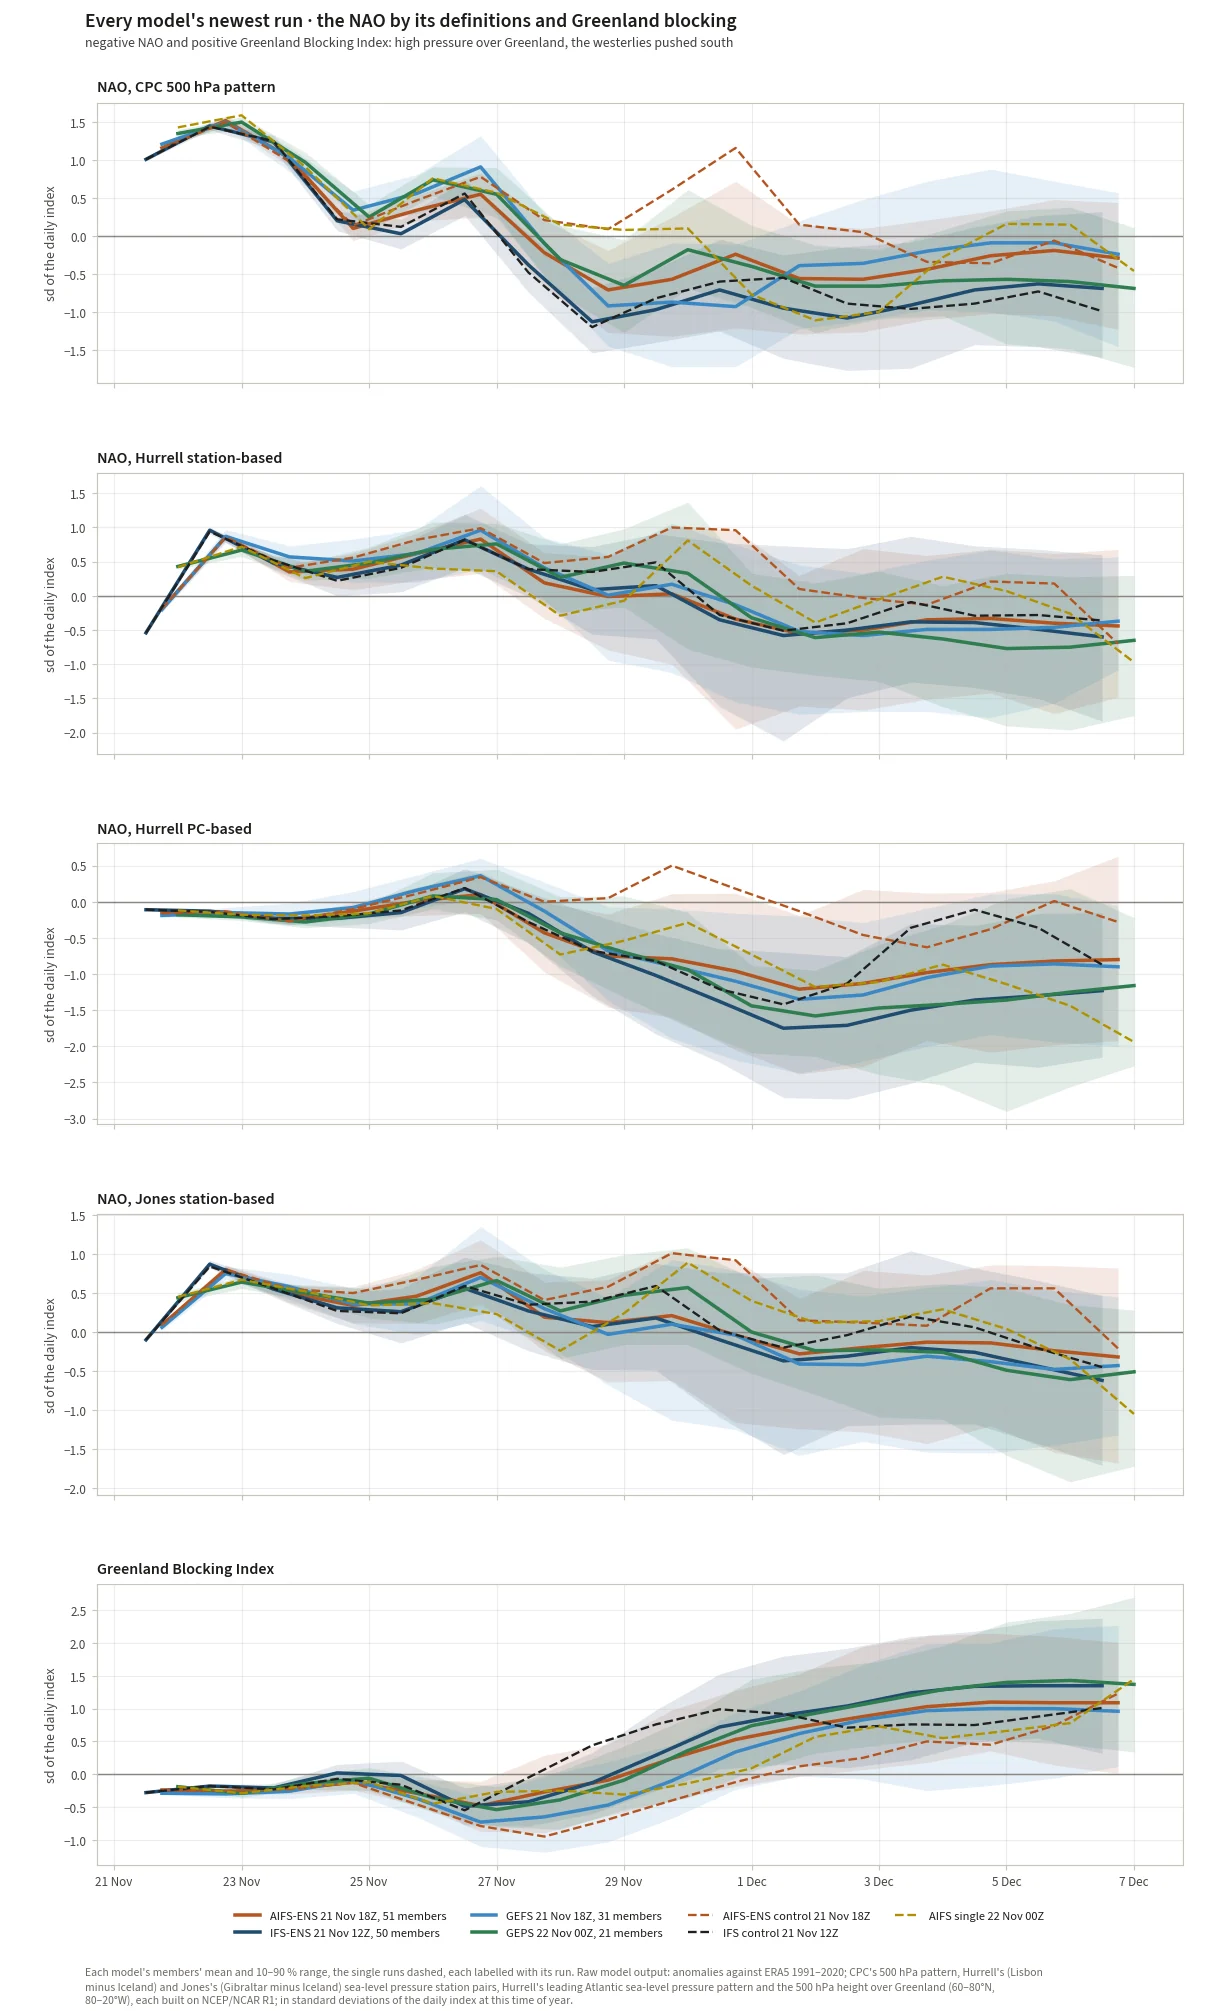 Every model's newest run · the NAO by its definitions and Greenland blocking
negative NAO and positive Greenland Blocking Index: high pressure over Greenland, the westerlies pushed south
NAO, CPC 500 hPa pattern
1.5
1.0
0.5
0.0
−0.5
−1.0
−1.5
sd of the daily index
NAO, Hurrell station-based
1.5
1.0
0.5
0.0
−0.5
−1.0
−1.5
−2.0
sd of the daily index
NAO, Hurrell PC-based
0.5
0.0
−0.5
−1.0
−1.5
−2.0
−2.5
−3.0
sd of the daily index
NAO, Jones station-based
1.5
1.0
0.5
0.0
−0.5
−1.0
−1.5
−2.0
sd of the daily index
Greenland Blocking Index
2.5
2.0
1.5
1.0
0.5
0.0
−0.5
−1.0
sd of the daily index
21 Nov 23 Nov 25 Nov 27 Nov 29 Nov 1 Dec 3 Dec 5 Dec 7 Dec
AIFS-ENS 21 Nov 18Z, 51 members GEFS 21 Nov 18Z, 31 members AIFS-ENS control 21 Nov 18Z AIFS single 22 Nov 00Z
IFS-ENS 21 Nov 12Z, 50 members GEPS 22 Nov 00Z, 21 members IFS control 21 Nov 12Z
Each model's members' mean and 10–90 % range, the single runs dashed, each labelled with its run. Raw model output: anomalies against ERA5 1991–2020; CPC's 500 hPa pattern, Hurrell's (Lisbon
minus Iceland) and Jones's (Gibraltar minus Iceland) sea-level pressure station pairs, Hurrell's leading Atlantic sea-level pressure pattern and the 500 hPa height over Greenland (60–80°N,
80–20°W), each built on NCEP/NCAR R1; in standard deviations of the daily index at this time of year.